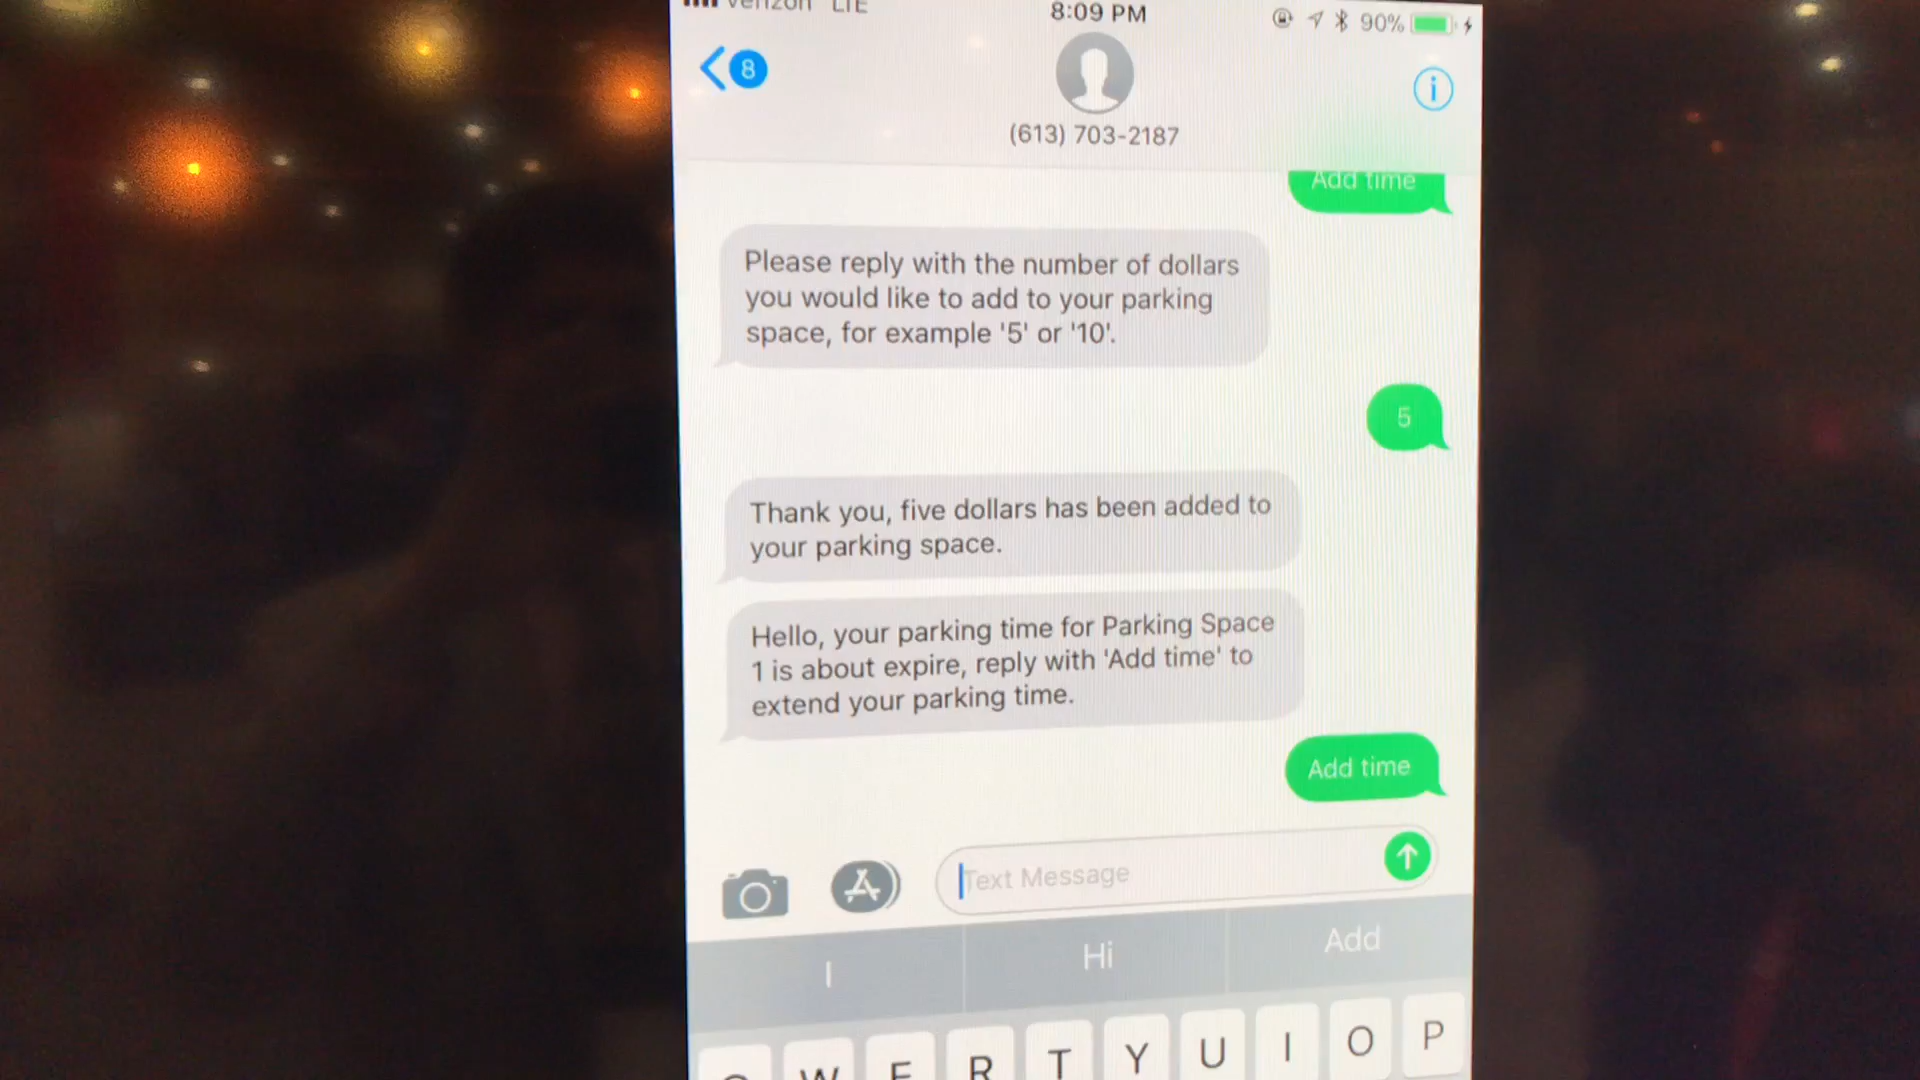 verizon LTE
8:09 PM
90%
8
(613) 703-2187
Add time
Please reply with the number of dollars
you would like to add to your parking
space, for example '5' or '10'.
5
Thank you, five dollars has been added to
your parking space.
Hello, your parking time for Parking Space
1 is about expire, reply with 'Add time' to
extend your parking time.
Add time
Text Message
I
Hi
Add
W E R T Y U I O P